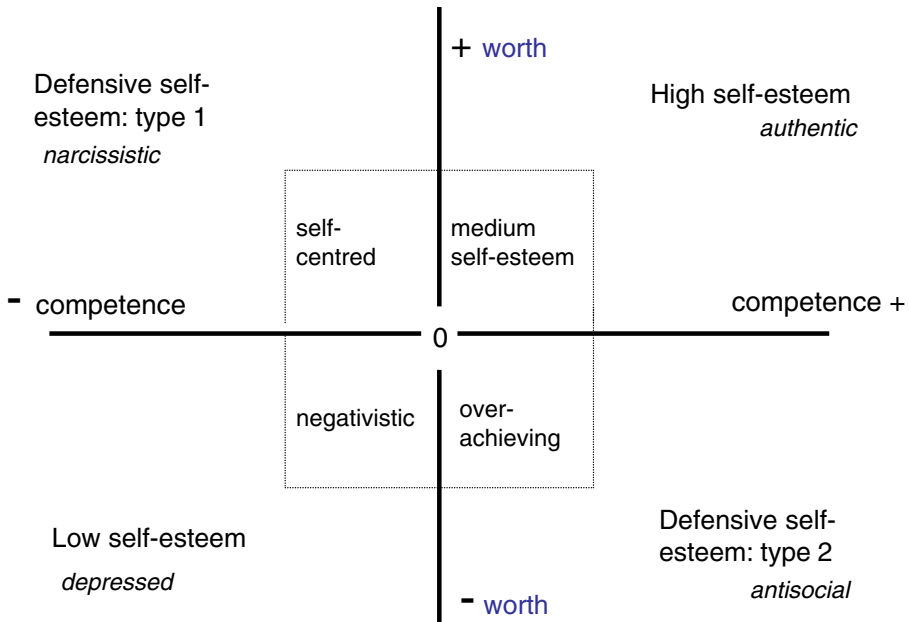 + worth
Defensive self-
esteem: type 1
narcissistic
High self-esteem
authentic
self-
centred
medium
self-esteem
- competence
competence +
0
negativistic
over-
achieving
Low self-esteem
depressed
Defensive self-
esteem: type 2
antisocial
- worth